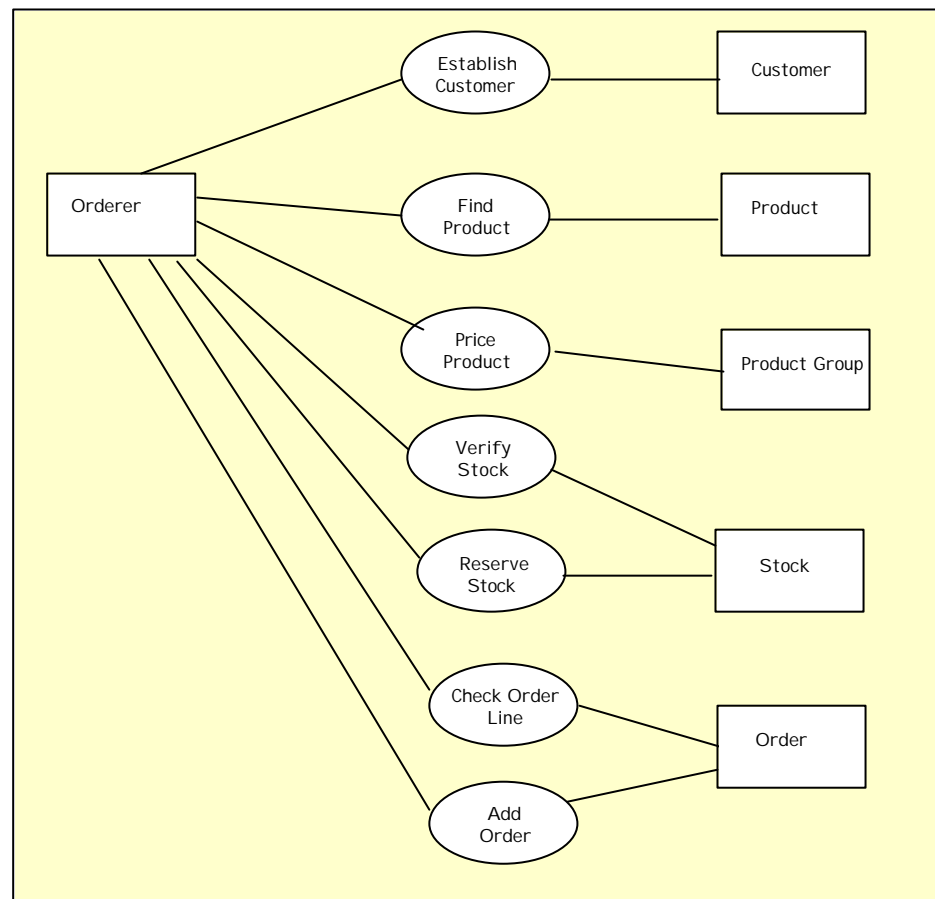 Establish
Customer
Customer
Orderer
Find
Product
Product
Price
Product
Product Group
Verify
Stock
Reserve
Stock
Stock
Check Order
Line
Order
Add
Order